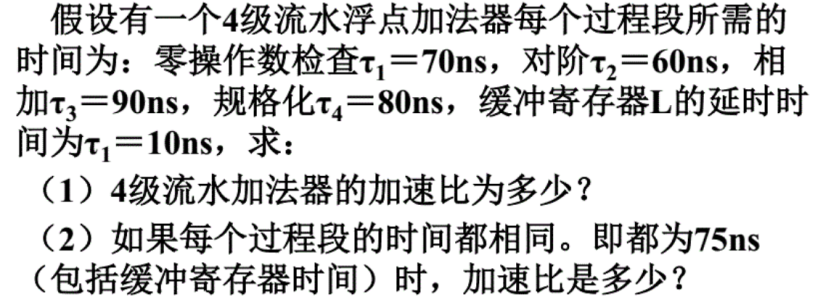 假设有一个4级流水浮点加法器每个过程段所需的
时间为：零操作数检查τ₁＝70ns，对阶τ₂＝60ns，相
加τ₃＝90ns，规格化τ₄＝80ns，缓冲寄存器L的延时时
间为τ₁＝10ns，求：
（1）4级流水加法器的加速比为多少？
（2）如果每个过程段的时间都相同。即都为75ns
（包括缓冲寄存器时间）时，加速比是多少？